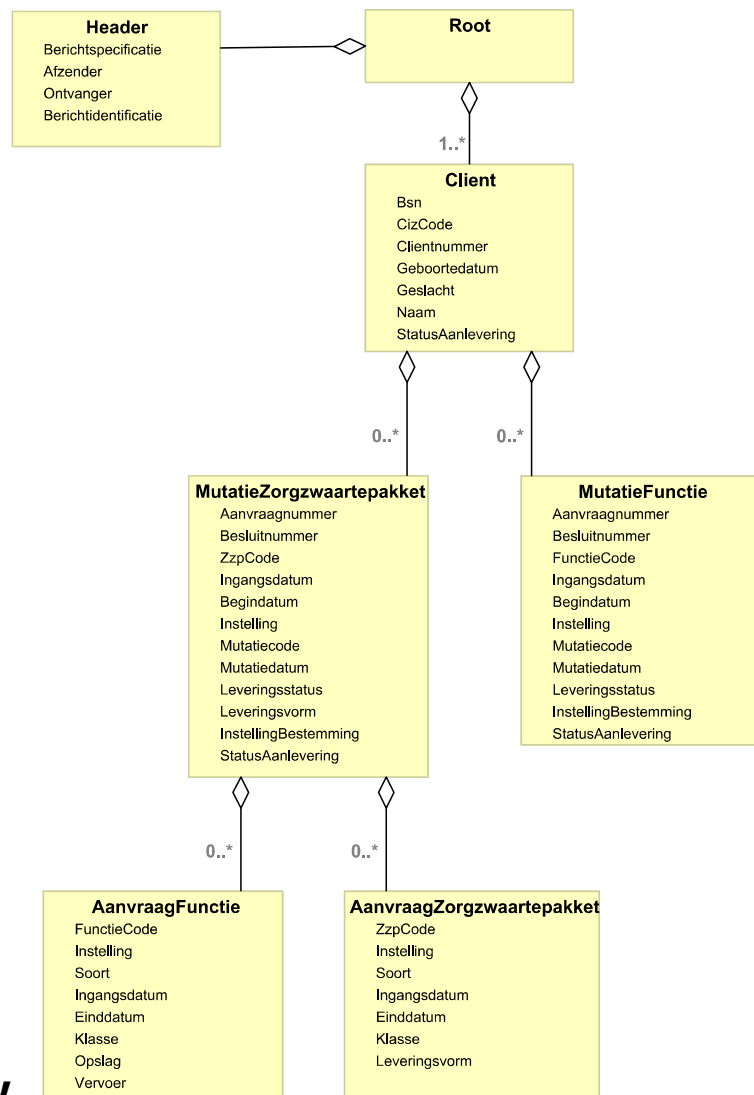 Header
Berichtspecificatie
Afzender
Ontvanger
Berichtidentificatie
Root
1..*
Client
Bsn
CizCode
Clientnummer
Geboortedatum
Geslacht
Naam
StatusAanlevering
0..*
0..*
MutatieZorgzwaartepakket
Aanvraagnummer
Besluitnummer
ZzpCode
Ingangsdatum
Begindatum
Instelling
Mutatiecode
Mutatiedatum
Leveringsstatus
Leveringsvorm
InstellingBestemming
StatusAanlevering
MutatieFunctie
Aanvraagnummer
Besluitnummer
FunctieCode
Ingangsdatum
Begindatum
Instelling
Mutatiecode
Mutatiedatum
Leveringsstatus
InstellingBestemming
StatusAanlevering
0..*
0..*
AanvraagFunctie
FunctieCode
Instelling
Soort
Ingangsdatum
Einddatum
Klasse
Opslag
Vervoer
AanvraagZorgzwaartepakket
ZzpCode
Instelling
Soort
Ingangsdatum
Einddatum
Klasse
Leveringsvorm